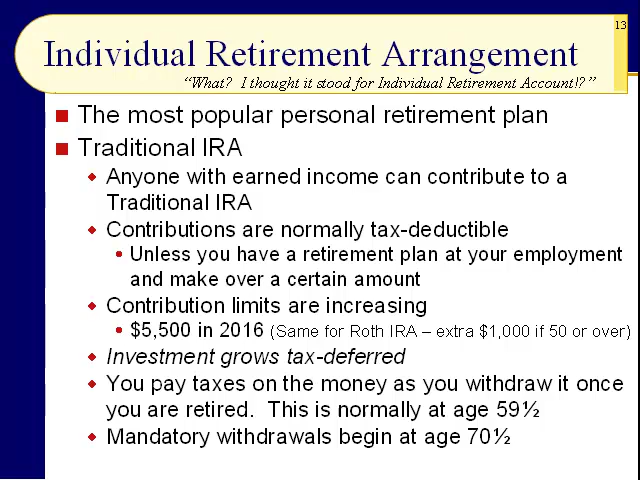 13
Individual Retirement Arrangement
“What? I thought it stood for Individual Retirement Account!?”
The most popular personal retirement plan
Traditional IRA
Anyone with earned income can contribute to a
Traditional IRA
Contributions are normally tax-deductible
Unless you have a retirement plan at your employment
and make over a certain amount
Contribution limits are increasing
$5,500 in 2016 (Same for Roth IRA – extra $1,000 if 50 or over)
Investment grows tax-deferred
You pay taxes on the money as you withdraw it once
you are retired. This is normally at age 59½
Mandatory withdrawals begin at age 70½